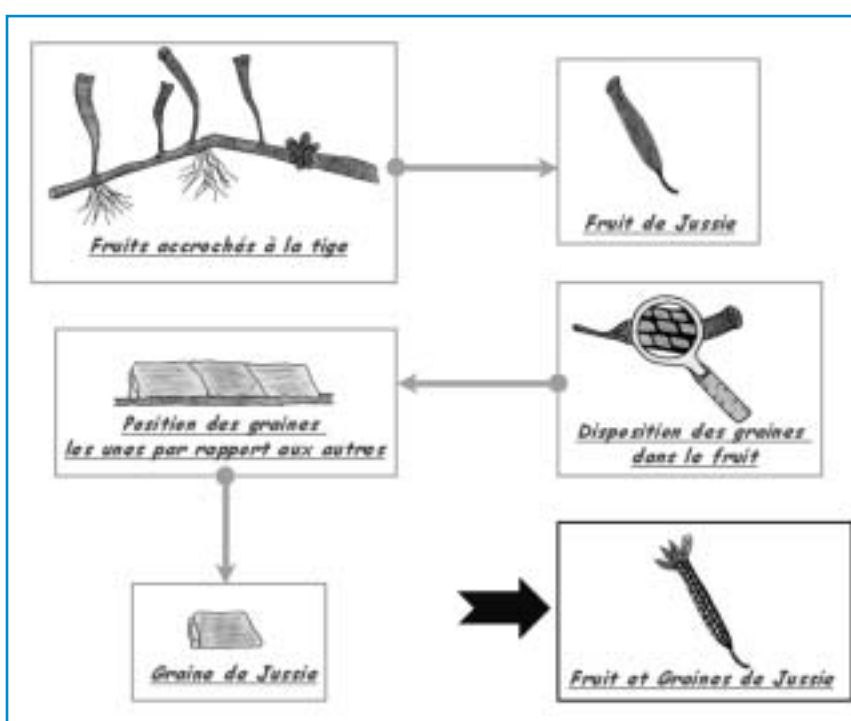 Fruits accrochés à la tige
Fruit de Jussie
Position des graines
les unes par rapport aux autres
Disposition des graines
dans le fruit
Graine de Jussie
Fruit et Graines de Jussie